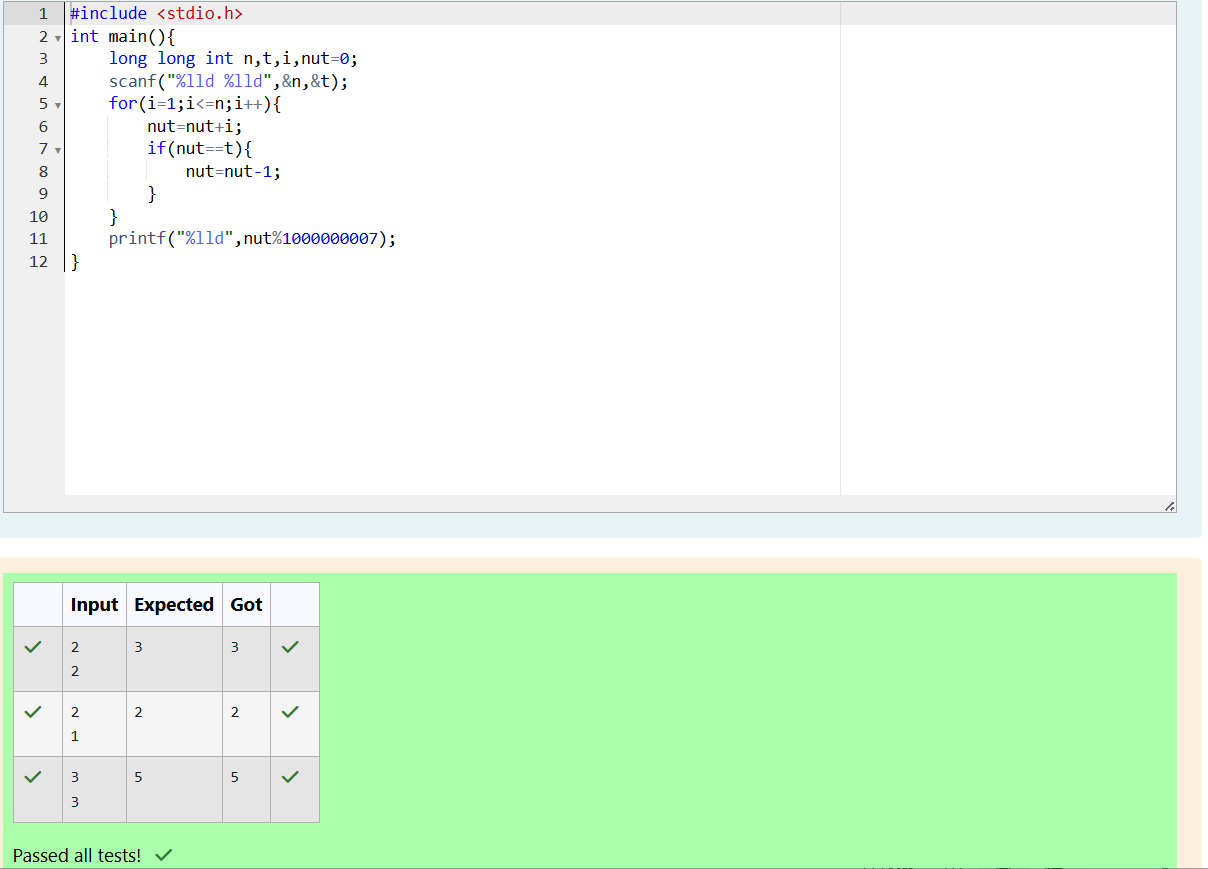 1 #include <stdio.h>
2 int main(){
3 long long int n,t,i,nut=0;
4 scanf("%lld %lld",&n,&t);
5 for(i=1;i<=n;i++){
6 nut=nut+i;
7 if(nut==t){
8 nut=nut-1;
9 }
10 }
11 printf("%lld",nut%1000000007);
12 }
Input Expected Got
2 3 3
2
2 2 2
1
3 5 5
3
Passed all tests!